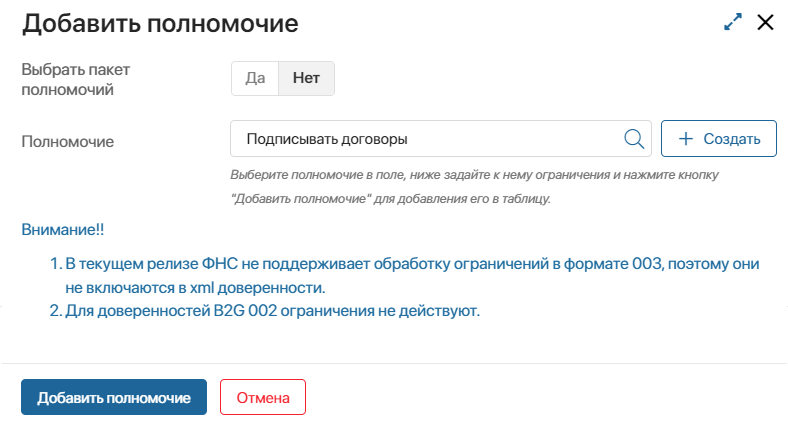 Добавить полномочие
Выбрать пакет
полномочий
Да
Нет
Полномочие
Подписывать договоры
Создать
Выберите полномочие в поле, ниже задайте к нему ограничения и нажмите кнопку
"Добавить полномочие" для добавления его в таблицу.
Внимание!!
1. В текущем релизе ФНС не поддерживает обработку ограничений в формате 003, поэтому они
не включаются в xml доверенности.
2. Для доверенностей B2G 002 ограничения не действуют.
Добавить полномочие
Отмена